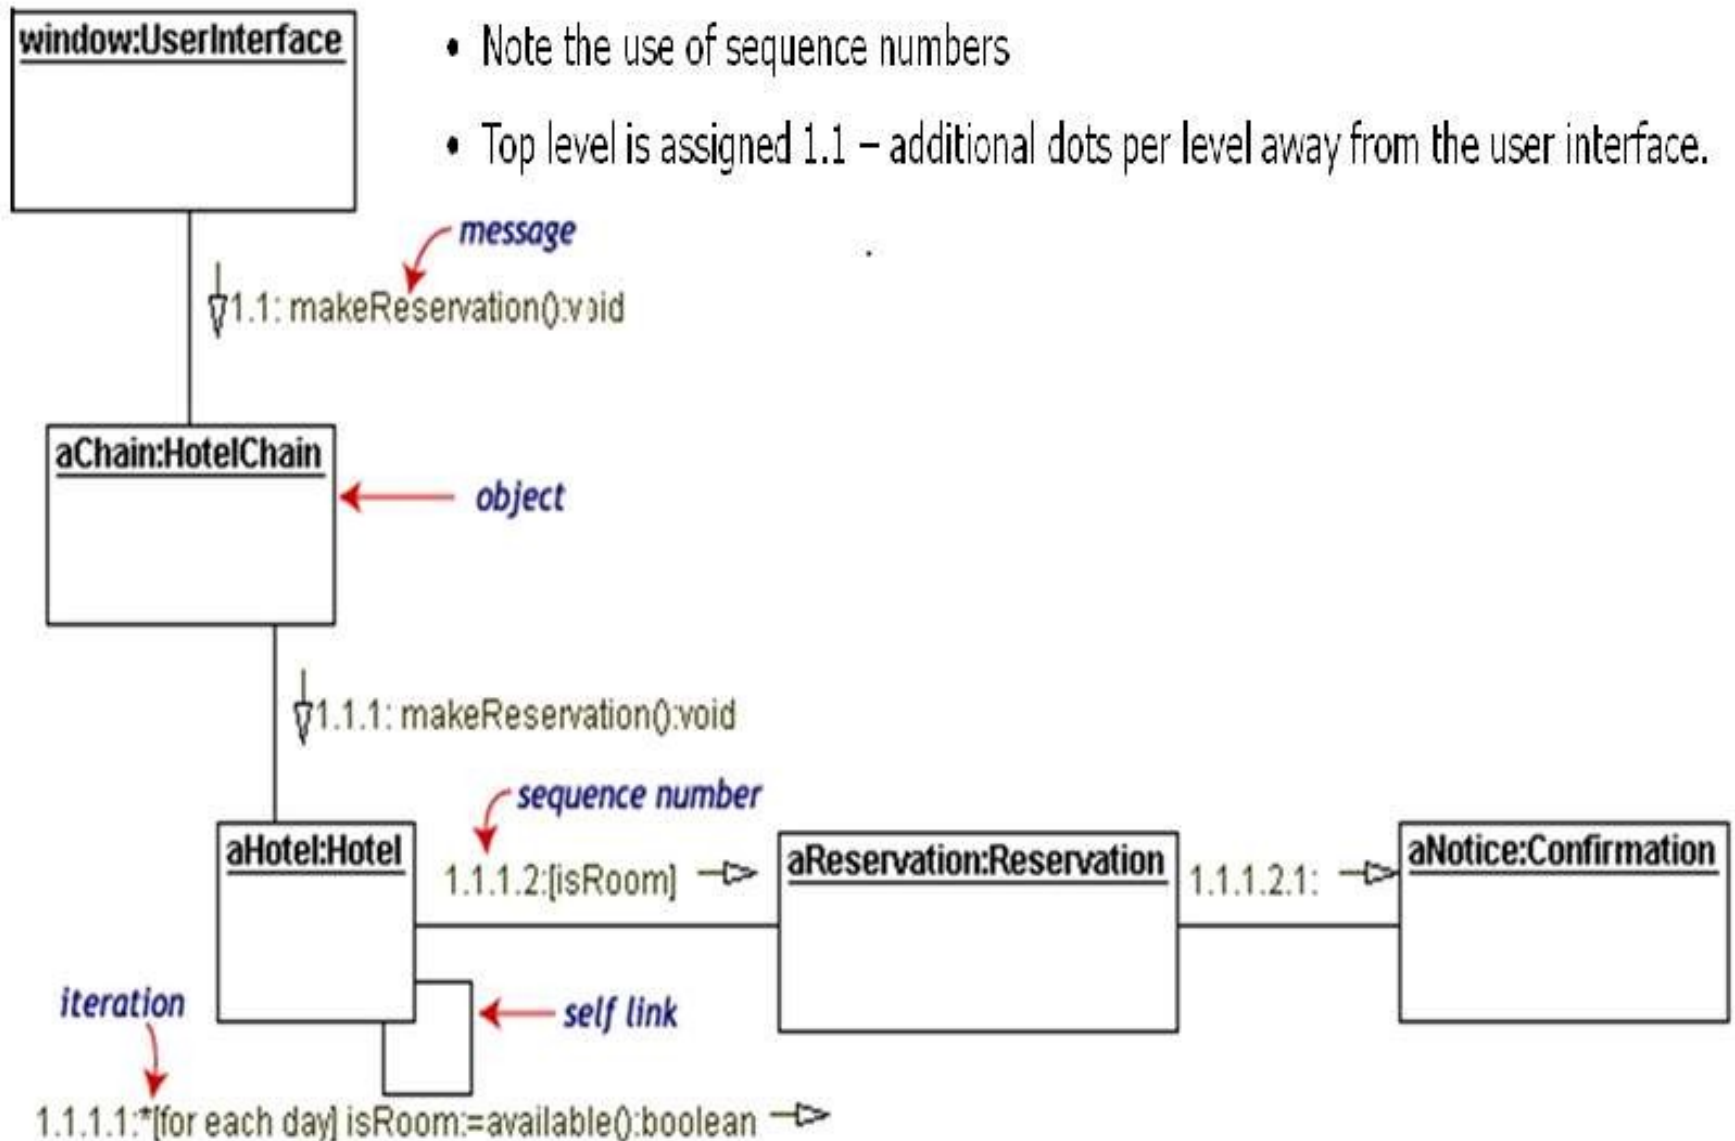 window:UserInterface
• Note the use of sequence numbers
• Top level is assigned 1.1 – additional dots per level away from the user interface.
message
1.1: makeReservation():void
aChain:HotelChain
object
1.1.1: makeReservation():void
sequence number
aHotel:Hotel
1.1.1.2:[isRoom]
aReservation:Reservation
1.1.1.2.1:
aNotice:Confirmation
iteration
self link
1.1.1.1:*[for each day] isRoom:=available():boolean